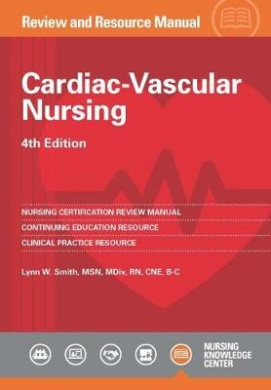 Review and Resource Manual
Cardiac-Vascular
Nursing
4th Edition
NURSING CERTIFICATION REVIEW MANUAL
CONTINUING EDUCATION RESOURCE
CLINICAL PRACTICE RESOURCE
Lynn W. Smith, MSN, MDiv, RN, CNE, B-C
NURSING
KNOWLEDGE
CENTER